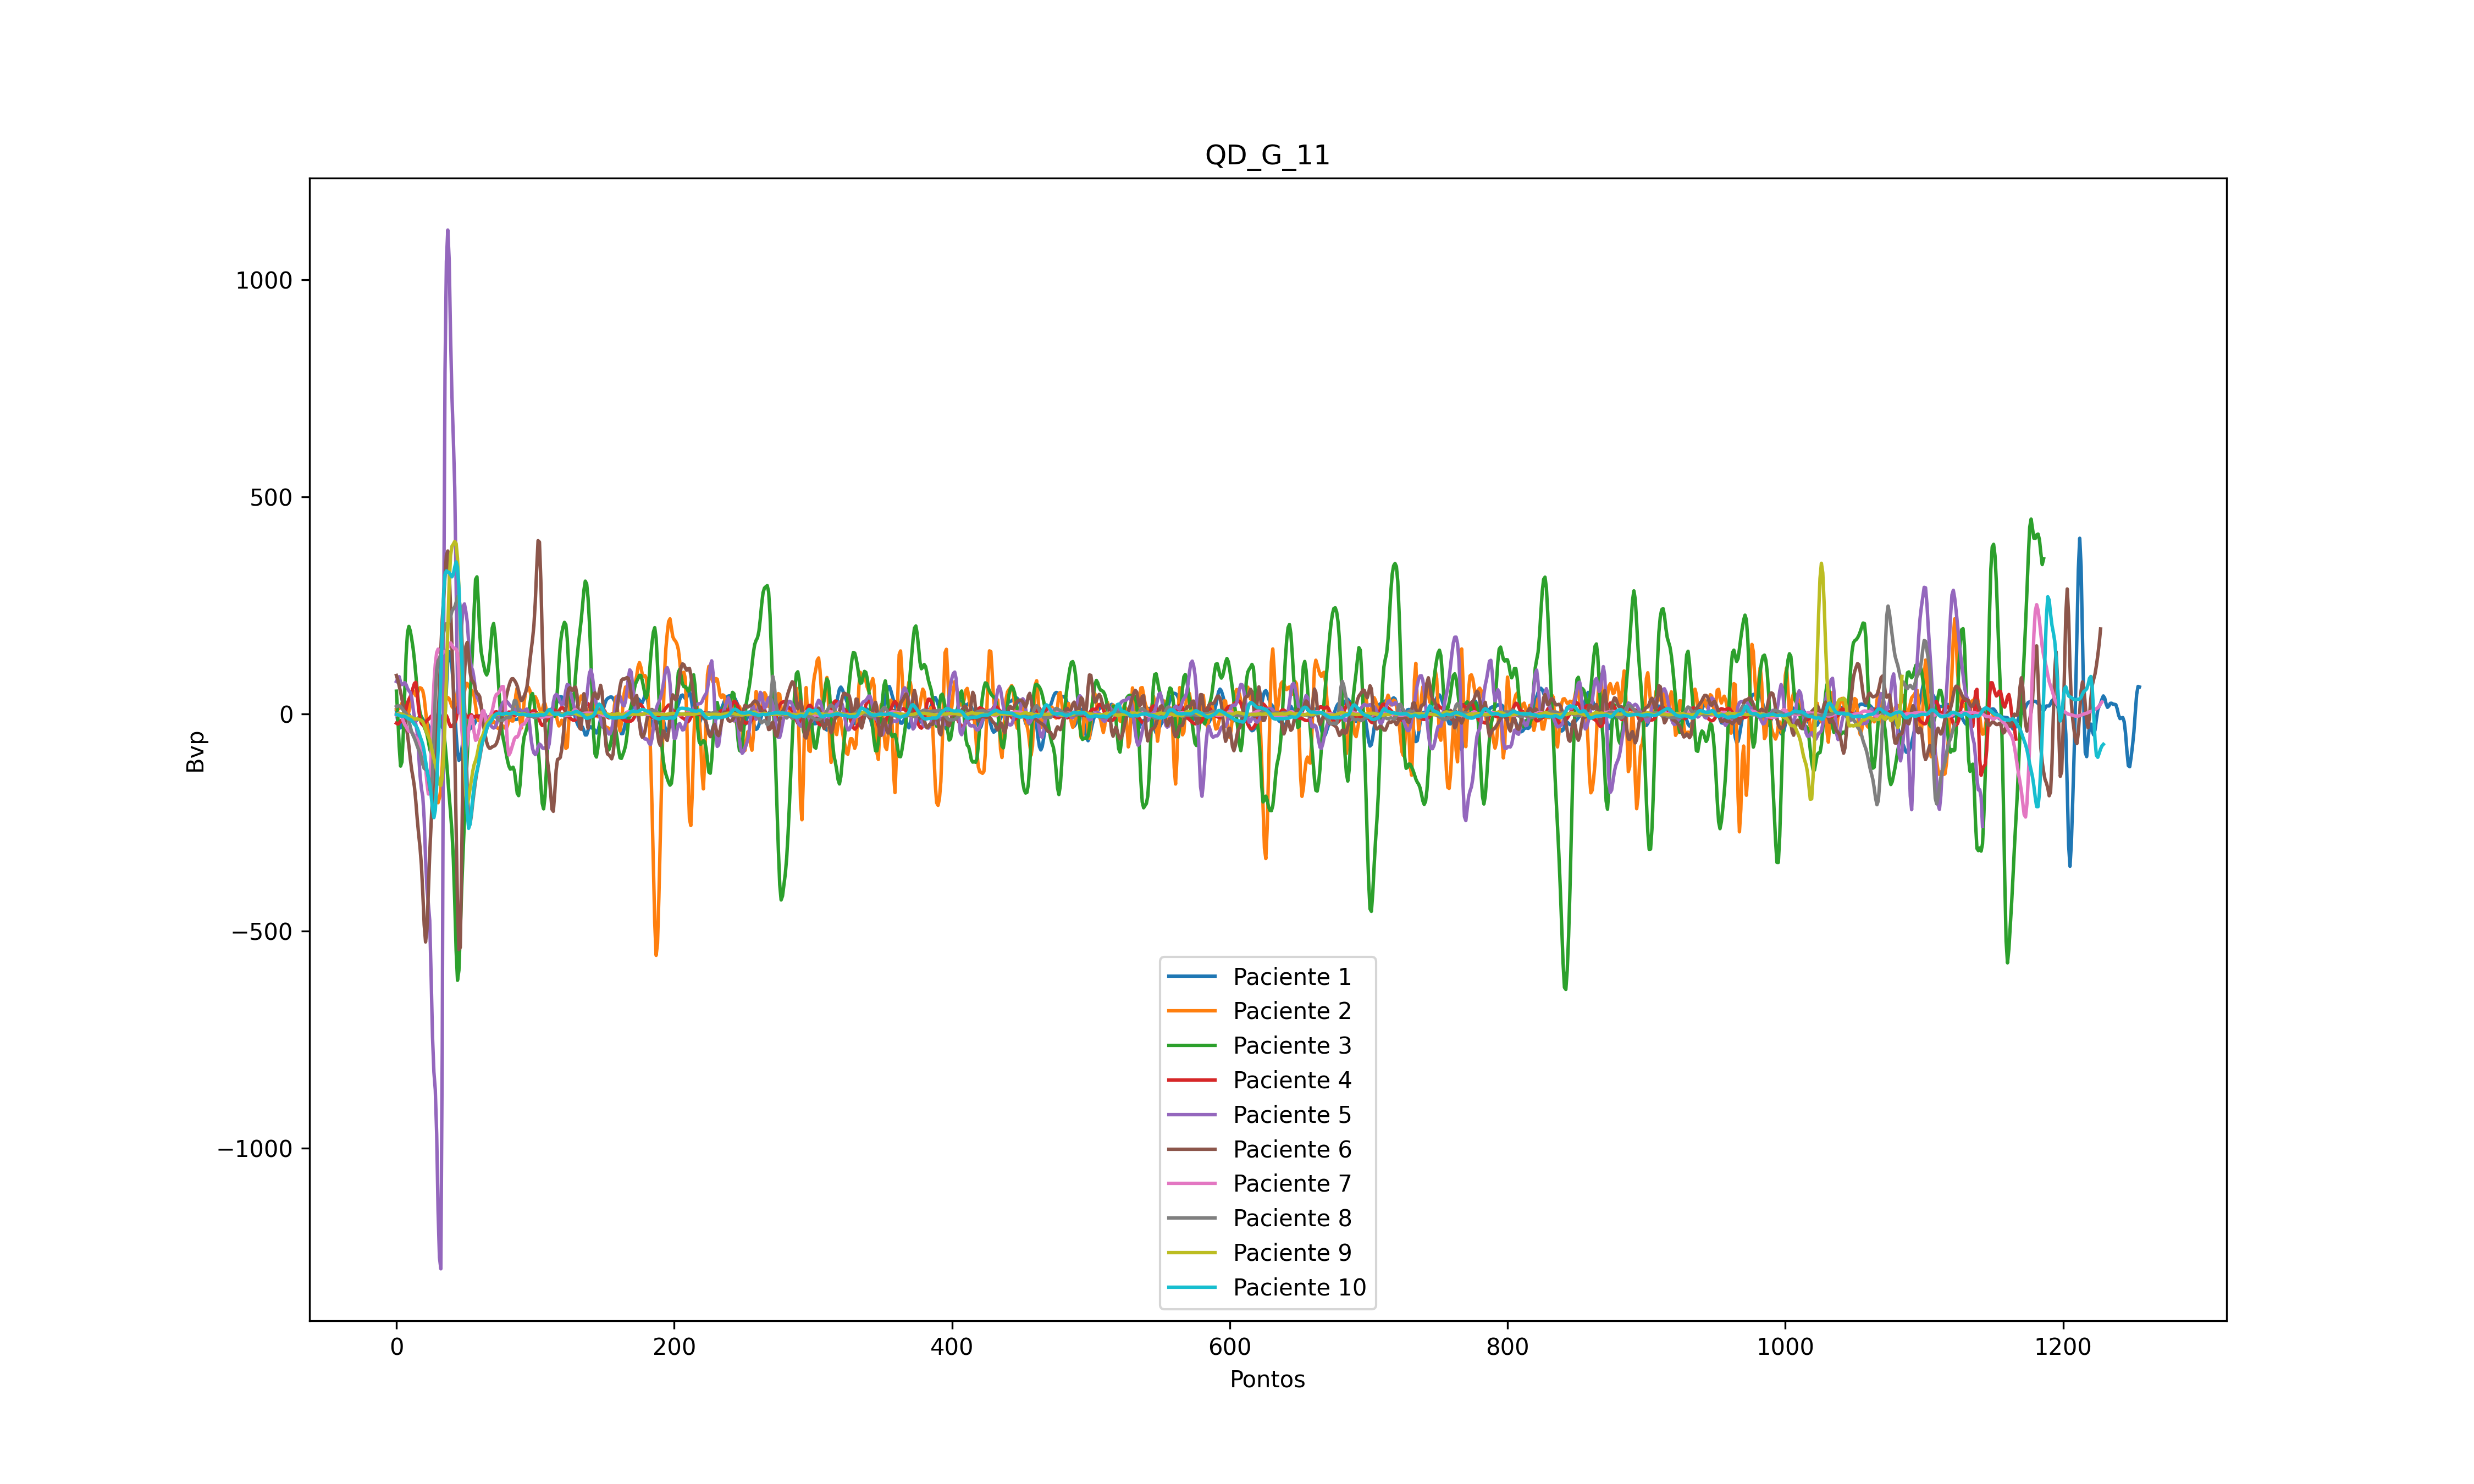 QD_G_11
1000
500
0
−500
−1000
Bvp
Paciente 1
Paciente 2
Paciente 3
Paciente 4
Paciente 5
Paciente 6
Paciente 7
Paciente 8
Paciente 9
Paciente 10
0 200 400 600 800 1000 1200
Pontos